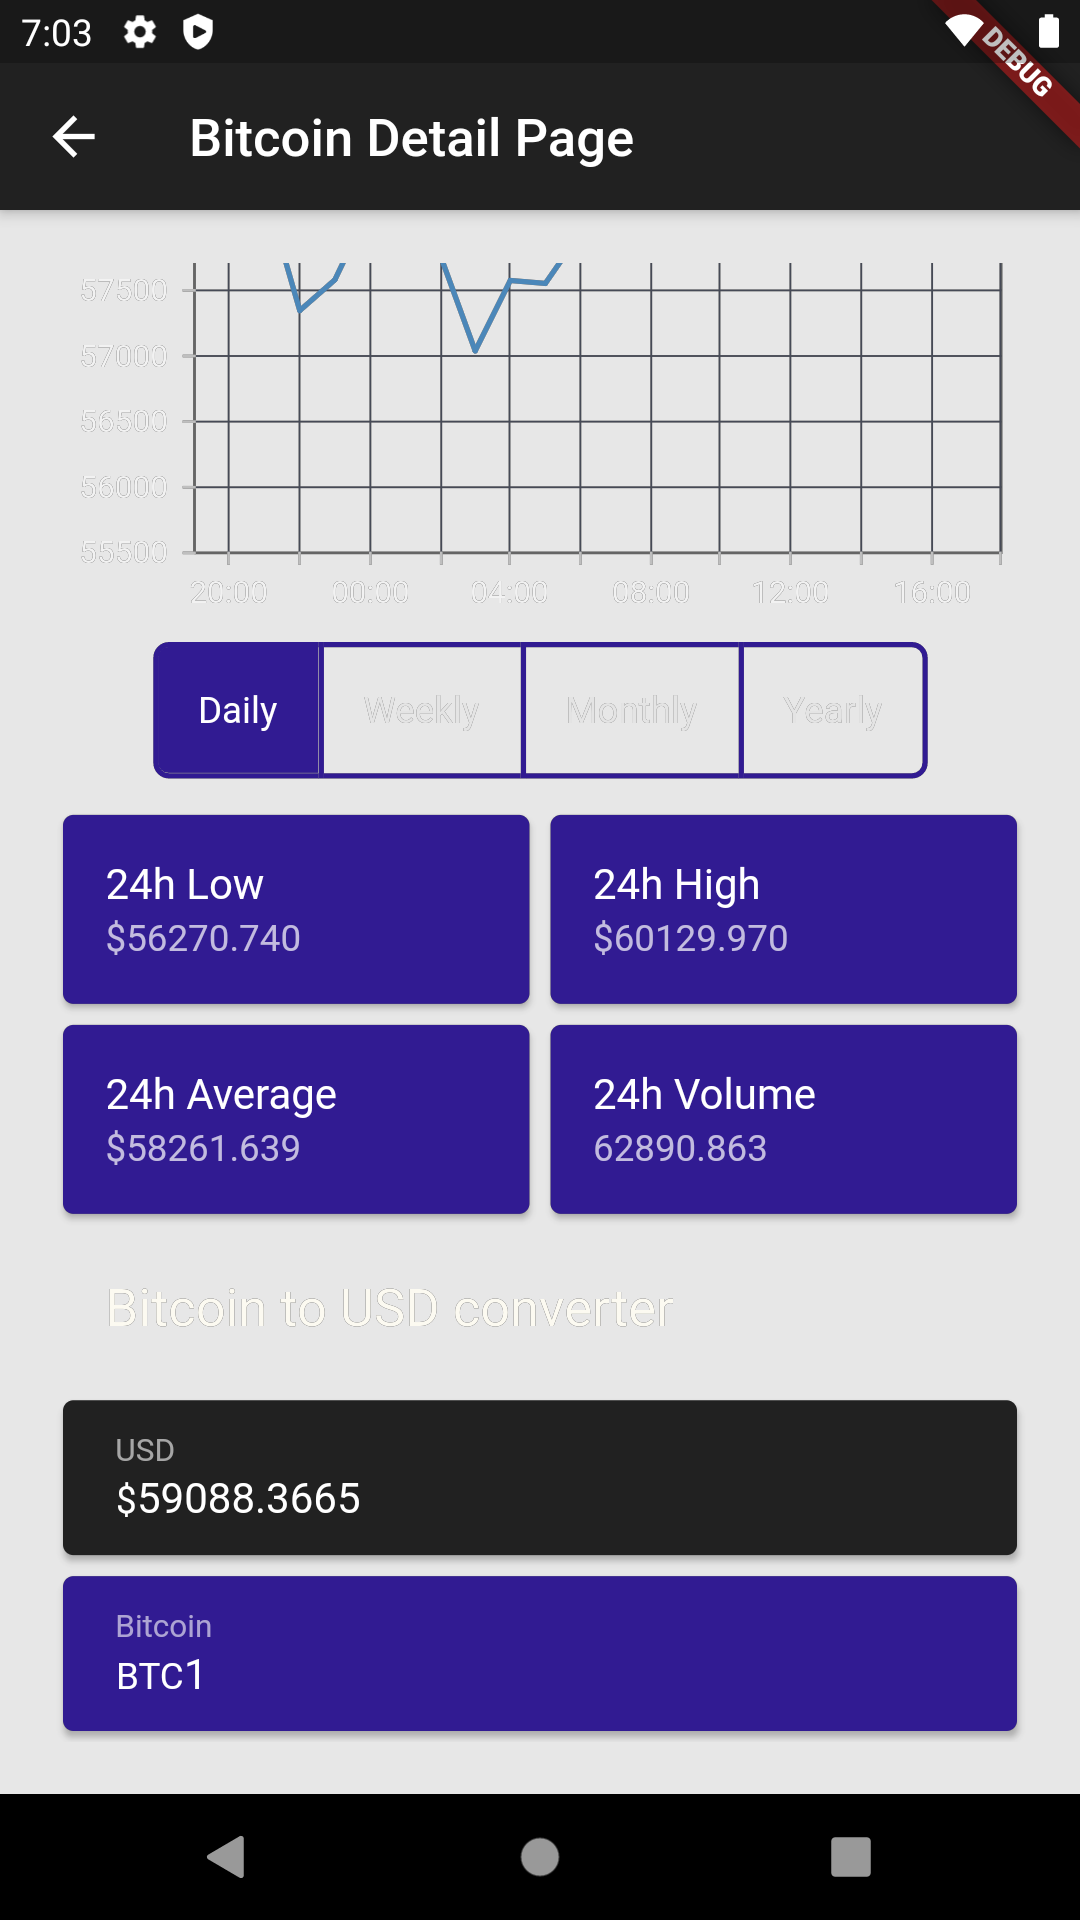 7:03
DEBUG
Bitcoin Detail Page
57500
57000
56500
56000
55500
20:00 00:00 04:00 08:00 12:00 16:00
Daily Weekly Monthly Yearly
24h Low
$56270.740
24h High
$60129.970
24h Average
$58261.639
24h Volume
62890.863
Bitcoin to USD converter
USD
$59088.3665
Bitcoin
BTC1